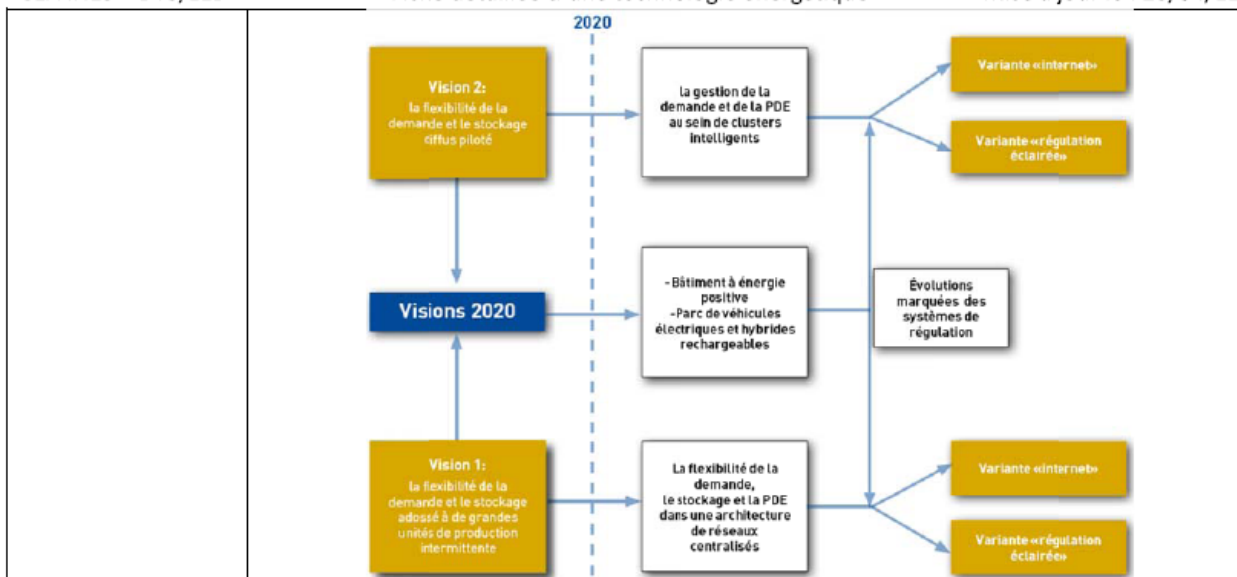 2020
Vision 2:
la flexibilité de la
demande et le stockage
diffus piloté
la gestion de la
demande et de la PDE
au sein de clusters
intelligents
Variante «internet»
Variante «régulation
éclairée»
Visions 2020
-Bâtiment à énergie
positive
-Parc de véhicules
électriques et hybrides
rechargeables
Évolutions
marquées des
systèmes de
régulation
Vision 1:
la flexibilité de la
demande et le stockage
adossé à de grandes
unités de production
intermittente
La flexibilité de la
demande,
le stockage et la PDE
dans une architecture
de réseaux
centralisés
Variante «internet»
Variante «régulation
éclairée»